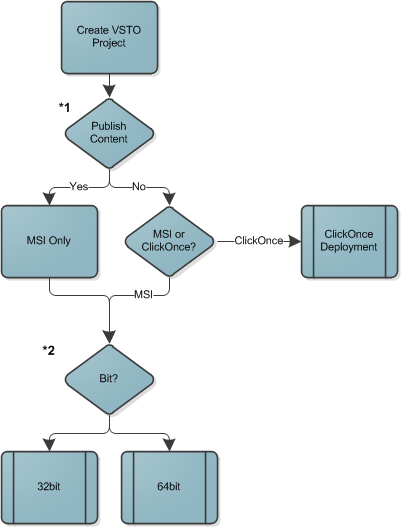 Create VSTO
Project
*1
Publish
Content
Yes
No
MSI Only
MSI or
ClickOnce?
ClickOnce
ClickOnce
Deployment
MSI
*2
Bit?
32bit
64bit